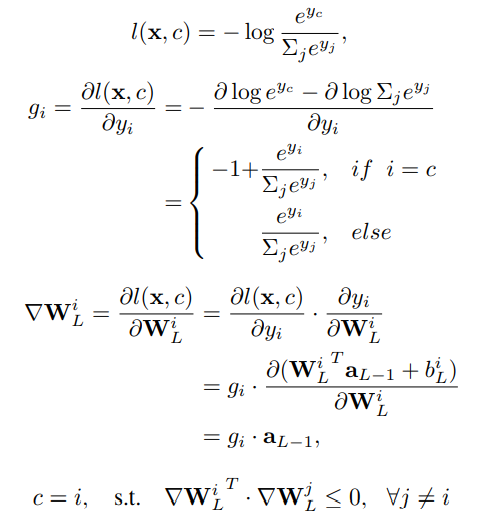 l(x, c) = − log e^{y_c} / Σ_j e^{y_j},
g_i = ∂l(x, c) / ∂y_i = − (∂ log e^{y_c} − ∂ log Σ_j e^{y_j}) / ∂y_i
= { −1+ e^{y_i} / Σ_j e^{y_j}, if i = c
e^{y_i} / Σ_j e^{y_j}, else
∇W_L^i = ∂l(x, c) / ∂W_L^i = ∂l(x, c) / ∂y_i · ∂y_i / ∂W_L^i
= g_i · ∂(W_L^i^T a_{L−1} + b_L^i) / ∂W_L^i
= g_i · a_{L−1},
c = i, s.t. ∇W_L^i^T · ∇W_L^j ≤ 0, ∀j ≠ i